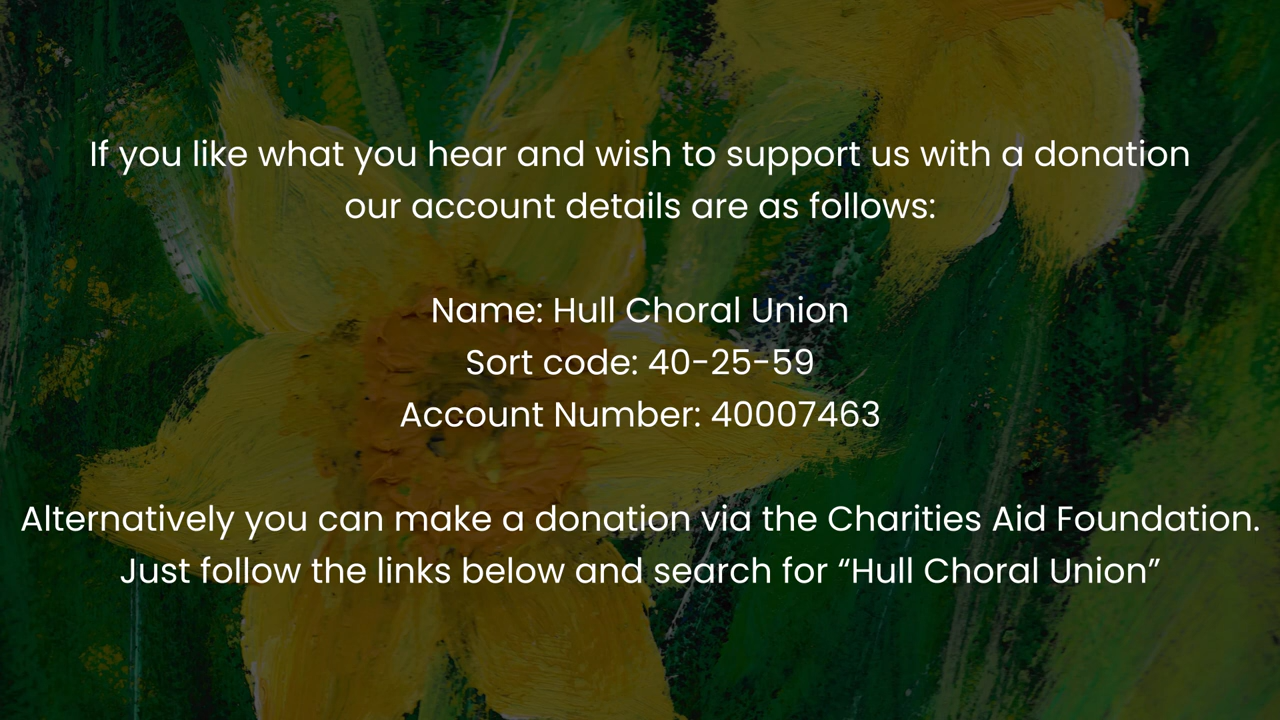 If you like what you hear and wish to support us with a donation
our account details are as follows:
Name: Hull Choral Union
Sort code: 40-25-59
Account Number: 40007463
Alternatively you can make a donation via the Charities Aid Foundation.
Just follow the links below and search for “Hull Choral Union”